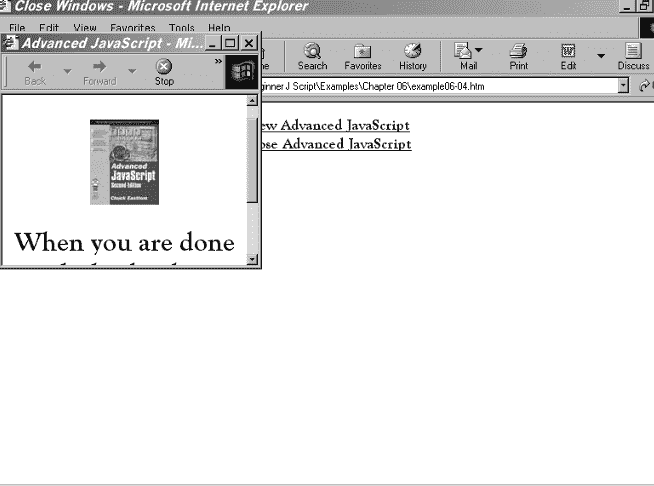 Close Windows - Microsoft Internet Explorer
File Edit View Favorites Tools Help
Advanced JavaScript - Mi...
Back Forward Stop »
Search Favorites History Mail Print Edit Discuss
ginner J Script\Examples\Chapter 06\example06-04.htm
ew Advanced JavaScript
ose Advanced JavaScript
Advanced
JavaScript
Second Edition
Chuck Easttom
When you are done